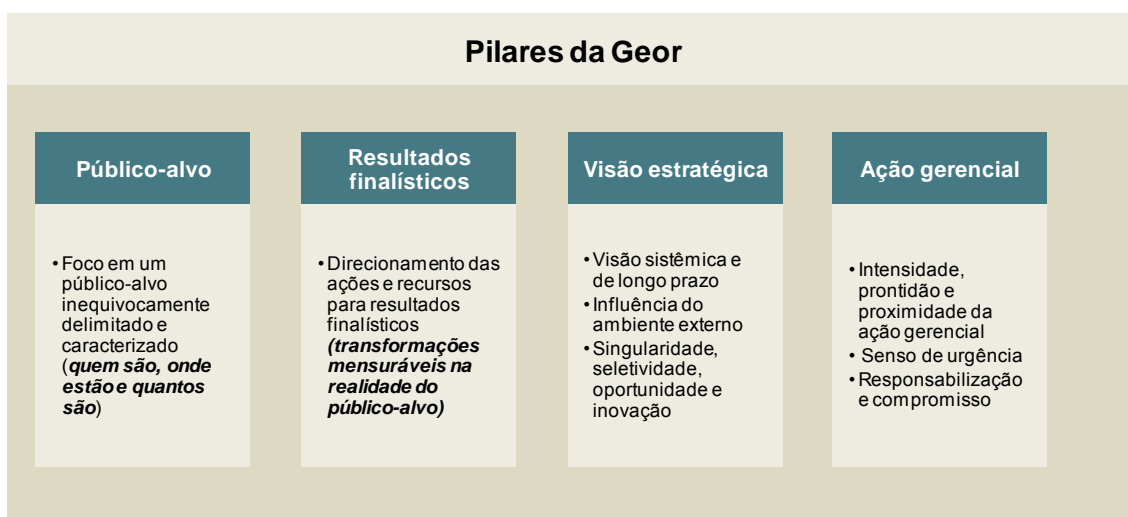 Pilares da Geor
Público-alvo
• Foco em um
público-alvo
inequivocamente
delimitado e
caracterizado
(quem são, onde
estão e quantos
são)
Resultados
finalísticos
• Direcionamento das
ações e recursos
para resultados
finalísticos
(transformações
mensuráveis na
realidade do
público-alvo)
Visão estratégica
• Visão sistêmica e
de longo prazo
• Influência do
ambiente externo
• Singularidade,
seletividade,
oportunidade e
inovação
Ação gerencial
• Intensidade,
prontidão e
proximidade da
ação gerencial
• Senso de urgência
• Responsabilização
e compromisso